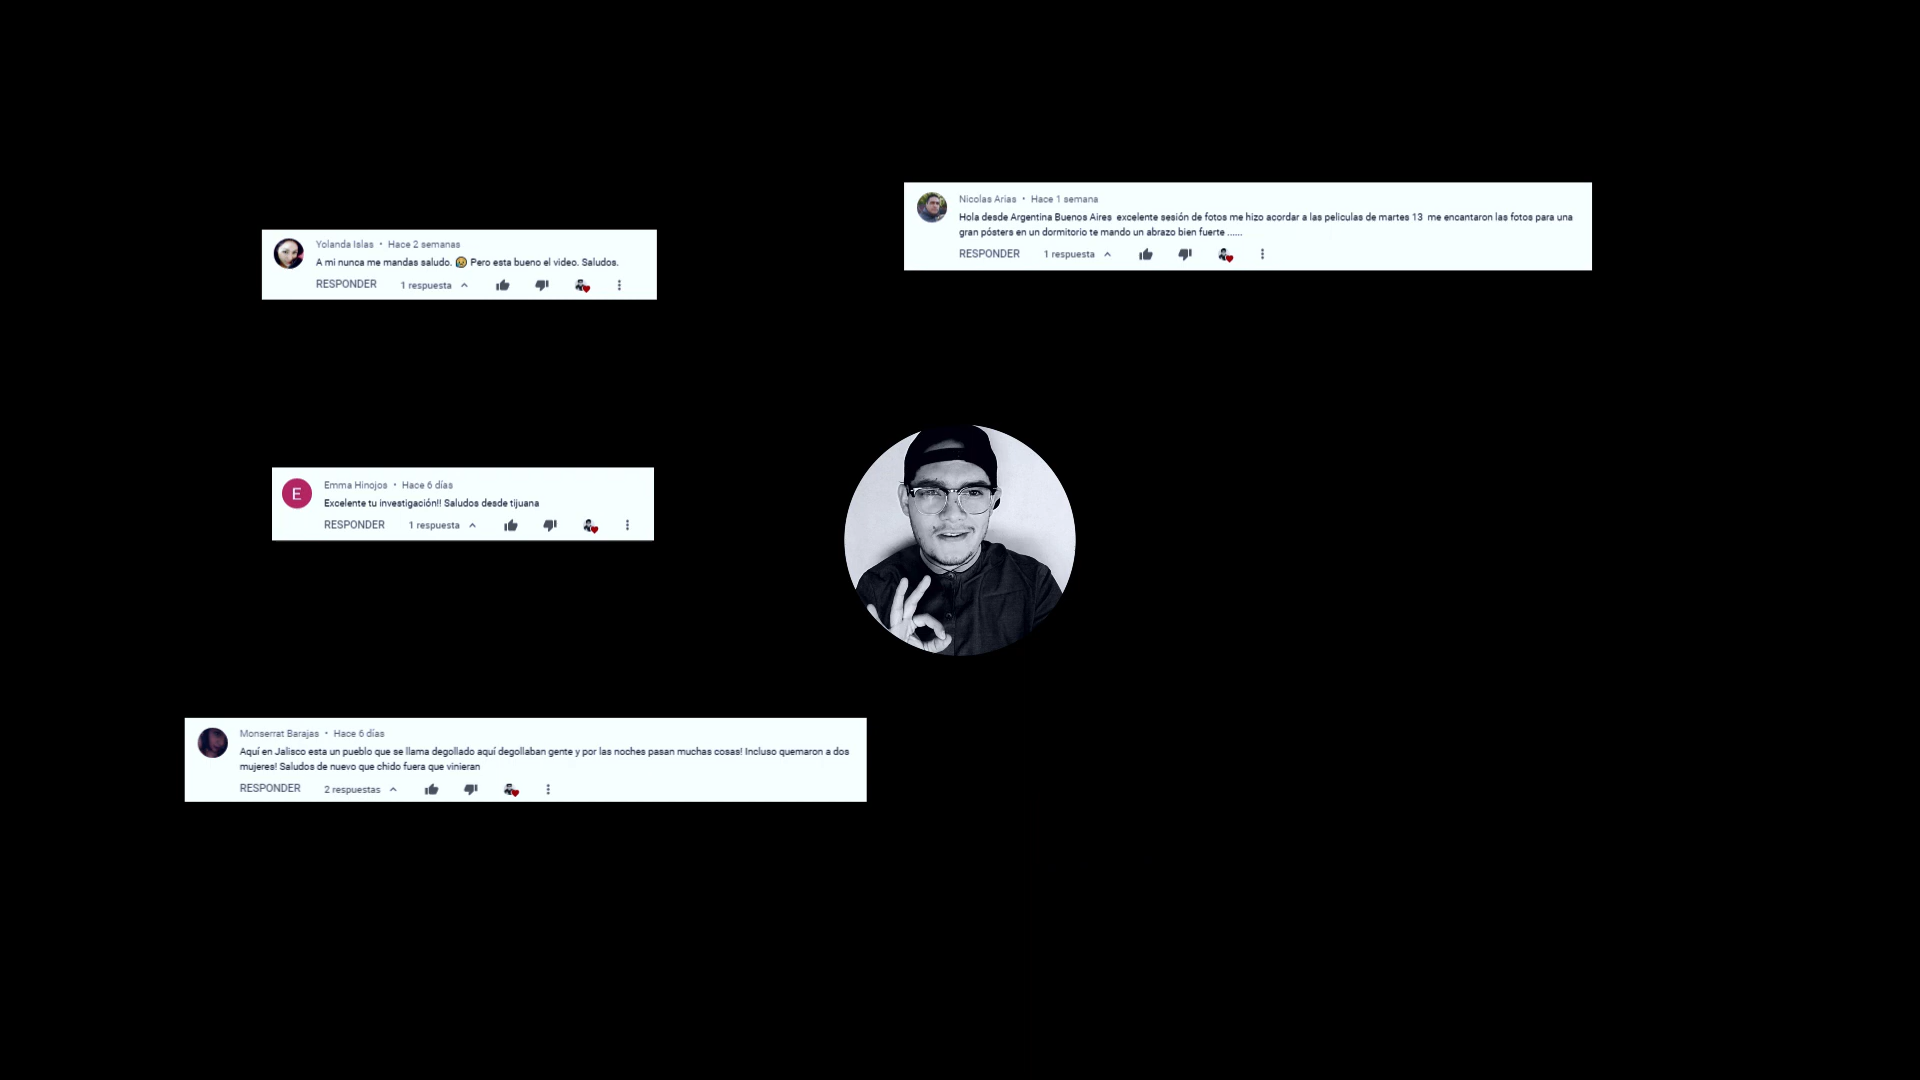 Yolanda Islas • Hace 2 semanas
A mi nunca me mandas saludo. 😢 Pero esta bueno el video. Saludos.
RESPONDER 1 respuesta
Nicolas Arias • Hace 1 semana
Hola desde Argentina Buenos Aires excelente sesión de fotos me hizo acordar a las peliculas de martes 13 me encantaron las fotos para una
gran pósters en un dormitorio te mando un abrazo bien fuerte ......
RESPONDER 1 respuesta
E
Emma Hinojos • Hace 6 días
Excelente tu investigación!! Saludos desde tijuana
RESPONDER 1 respuesta
Monserrat Barajas • Hace 6 días
Aquí en Jalisco esta un pueblo que se llama degollado aquí degollaban gente y por las noches pasan muchas cosas! Incluso quemaron a dos
mujeres! Saludos de nuevo que chido fuera que vinieran
RESPONDER 2 respuestas